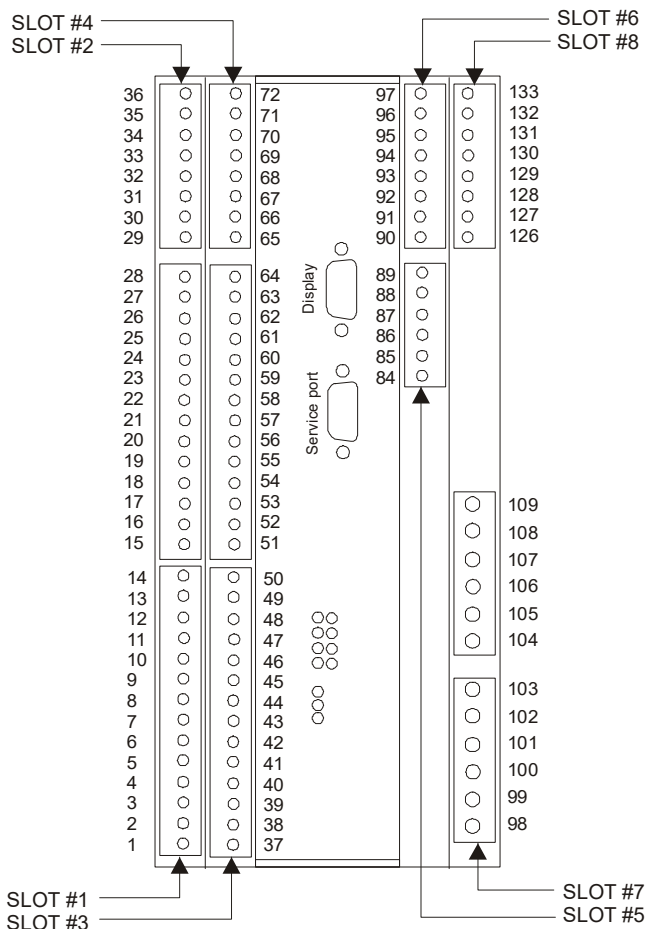 SLOT #4
SLOT #2
SLOT #6
SLOT #8
36 72 97 133
35 71 96 132
34 70 95 131
33 69 94 130
32 68 93 129
31 67 92 128
30 66 91 127
29 65 90 126
28 64 89
27 63 88
26 62 87
25 61 86
24 60 85
23 59 84
22 58
21 57
20 56
19 55
18 54
17 53 109
16 52 108
15 51 107
14 50 106
13 49 105
12 48 104
11 47
10 46
9 45 103
8 44 102
7 43 101
6 42 100
5 41 99
4 40 98
3 39
2 38
1 37
Display
Service port
SLOT #1
SLOT #3
SLOT #7
SLOT #5